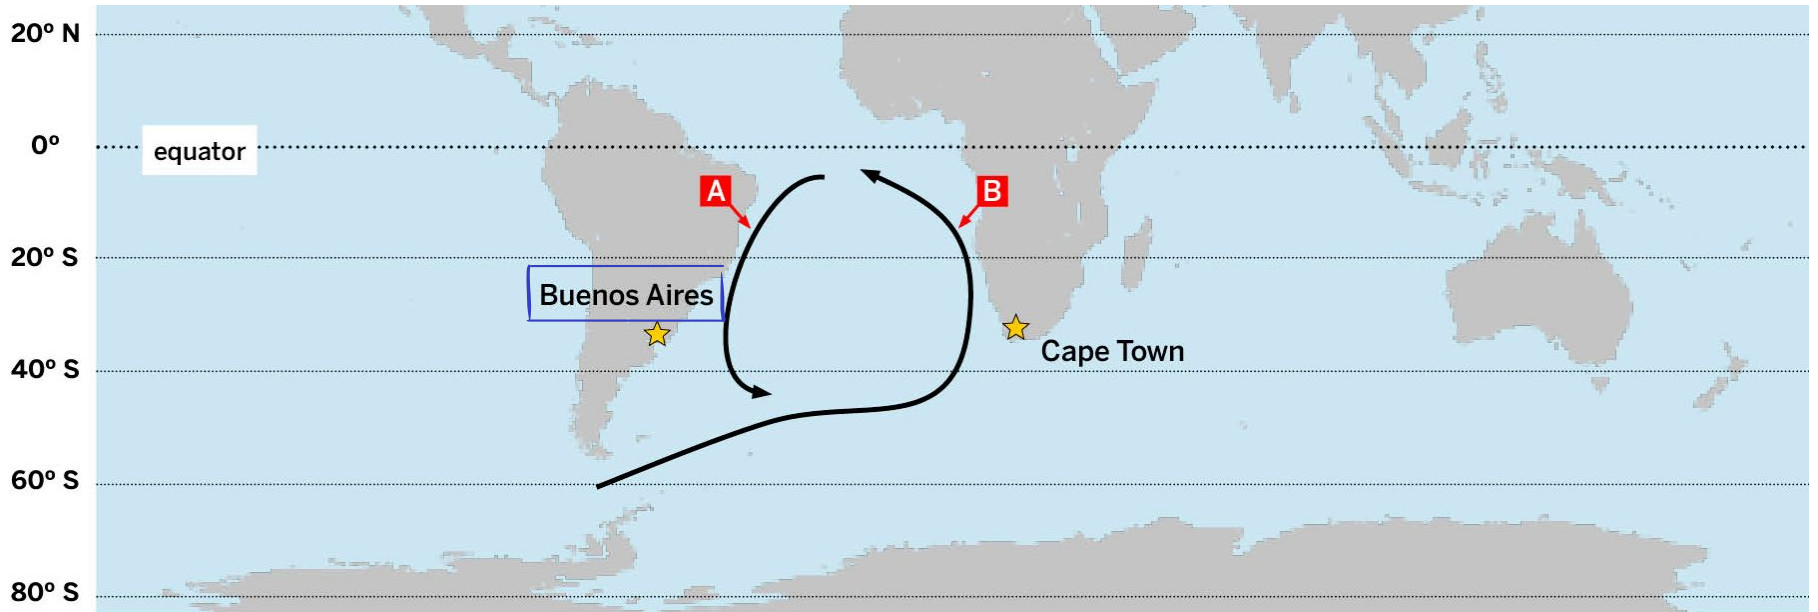 20º N
0º
equator
A
B
20º S
Buenos Aires
Cape Town
40º S
60º S
80º S